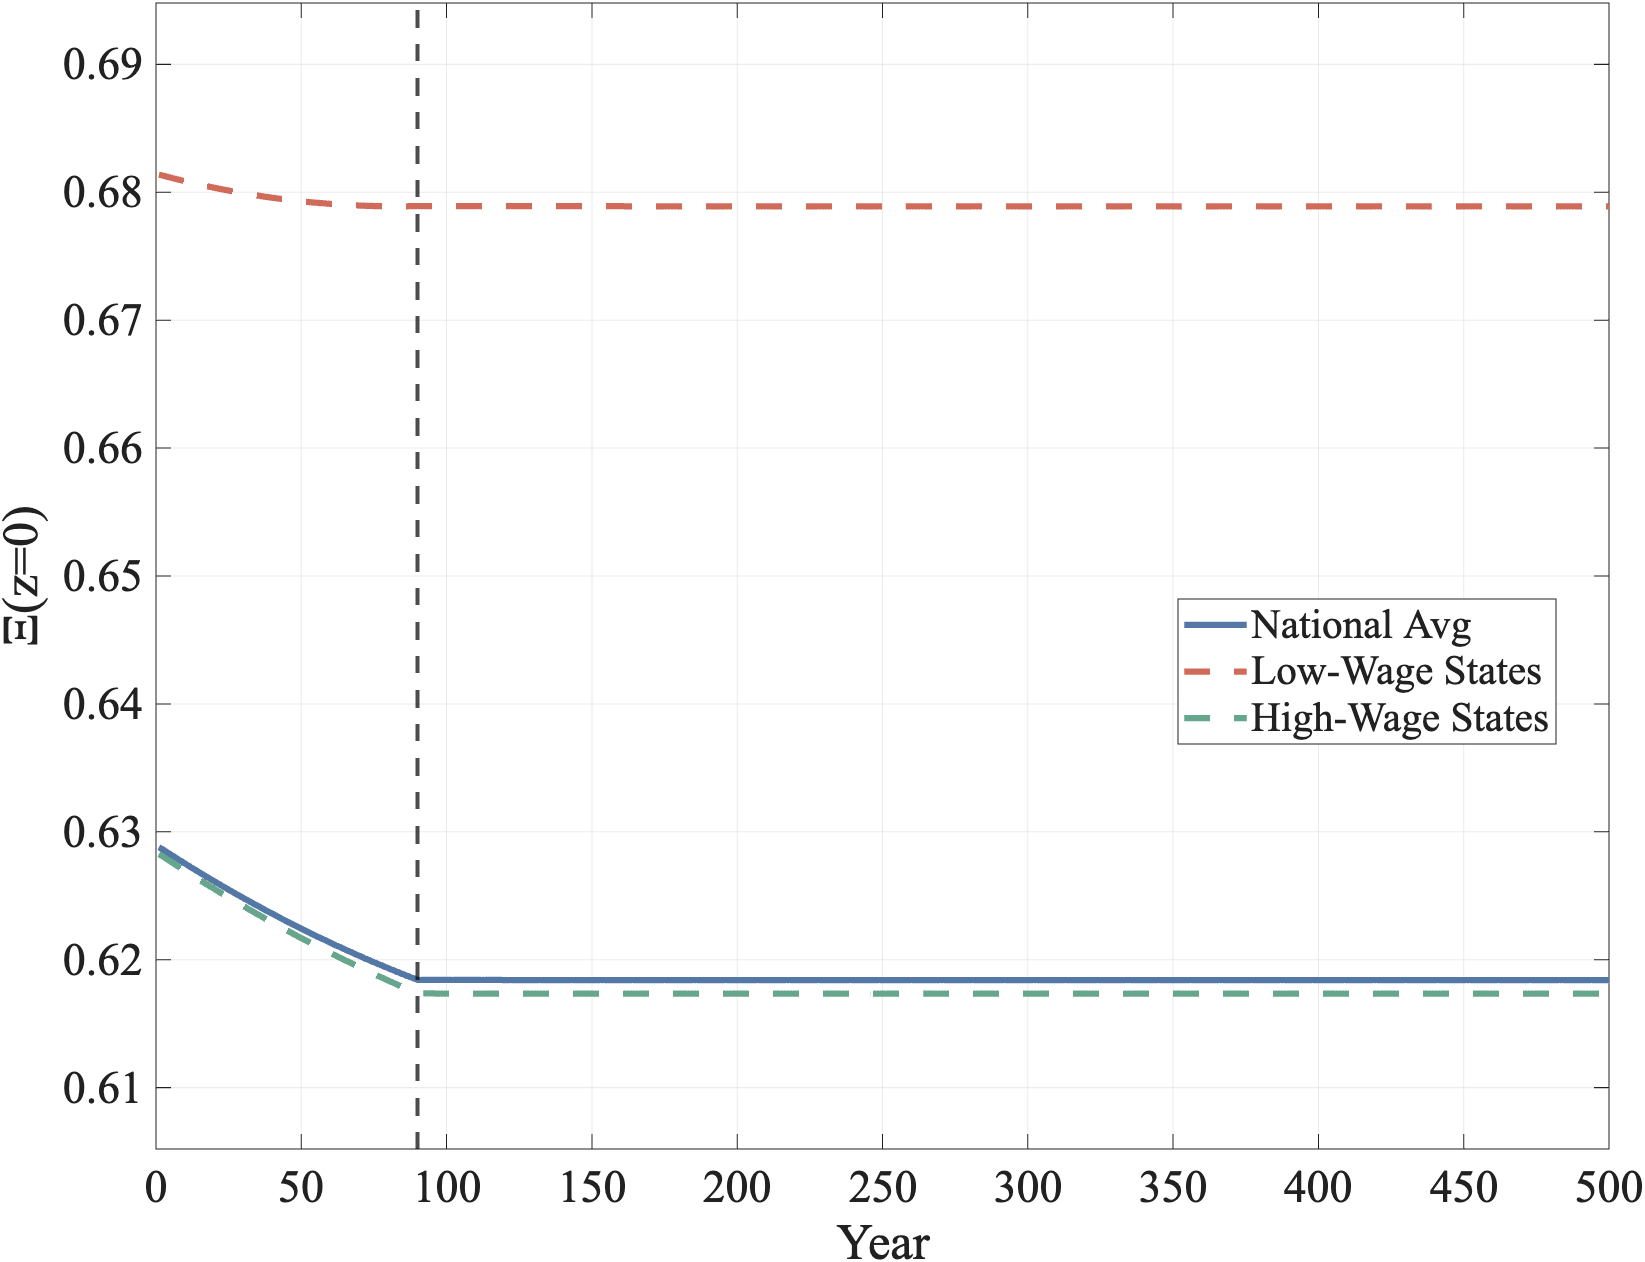 0.69
0.68
0.67
0.66
0.65
0.64
0.63
0.62
0.61
Ξ(z=0)
National Avg
Low-Wage States
High-Wage States
0 50 100 150 200 250 300 350 400 450 500
Year